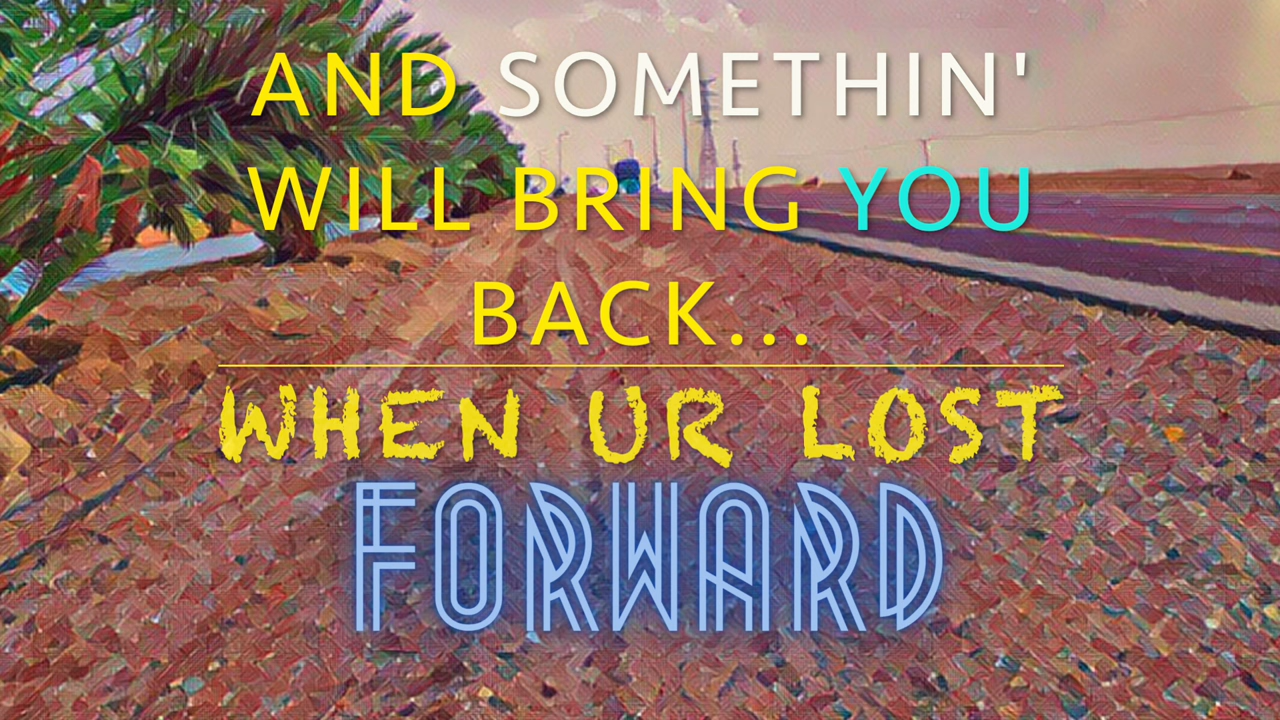 AND SOMETHIN'
WILL BRING YOU
BACK...
WHEN UR LOST
FORWARD